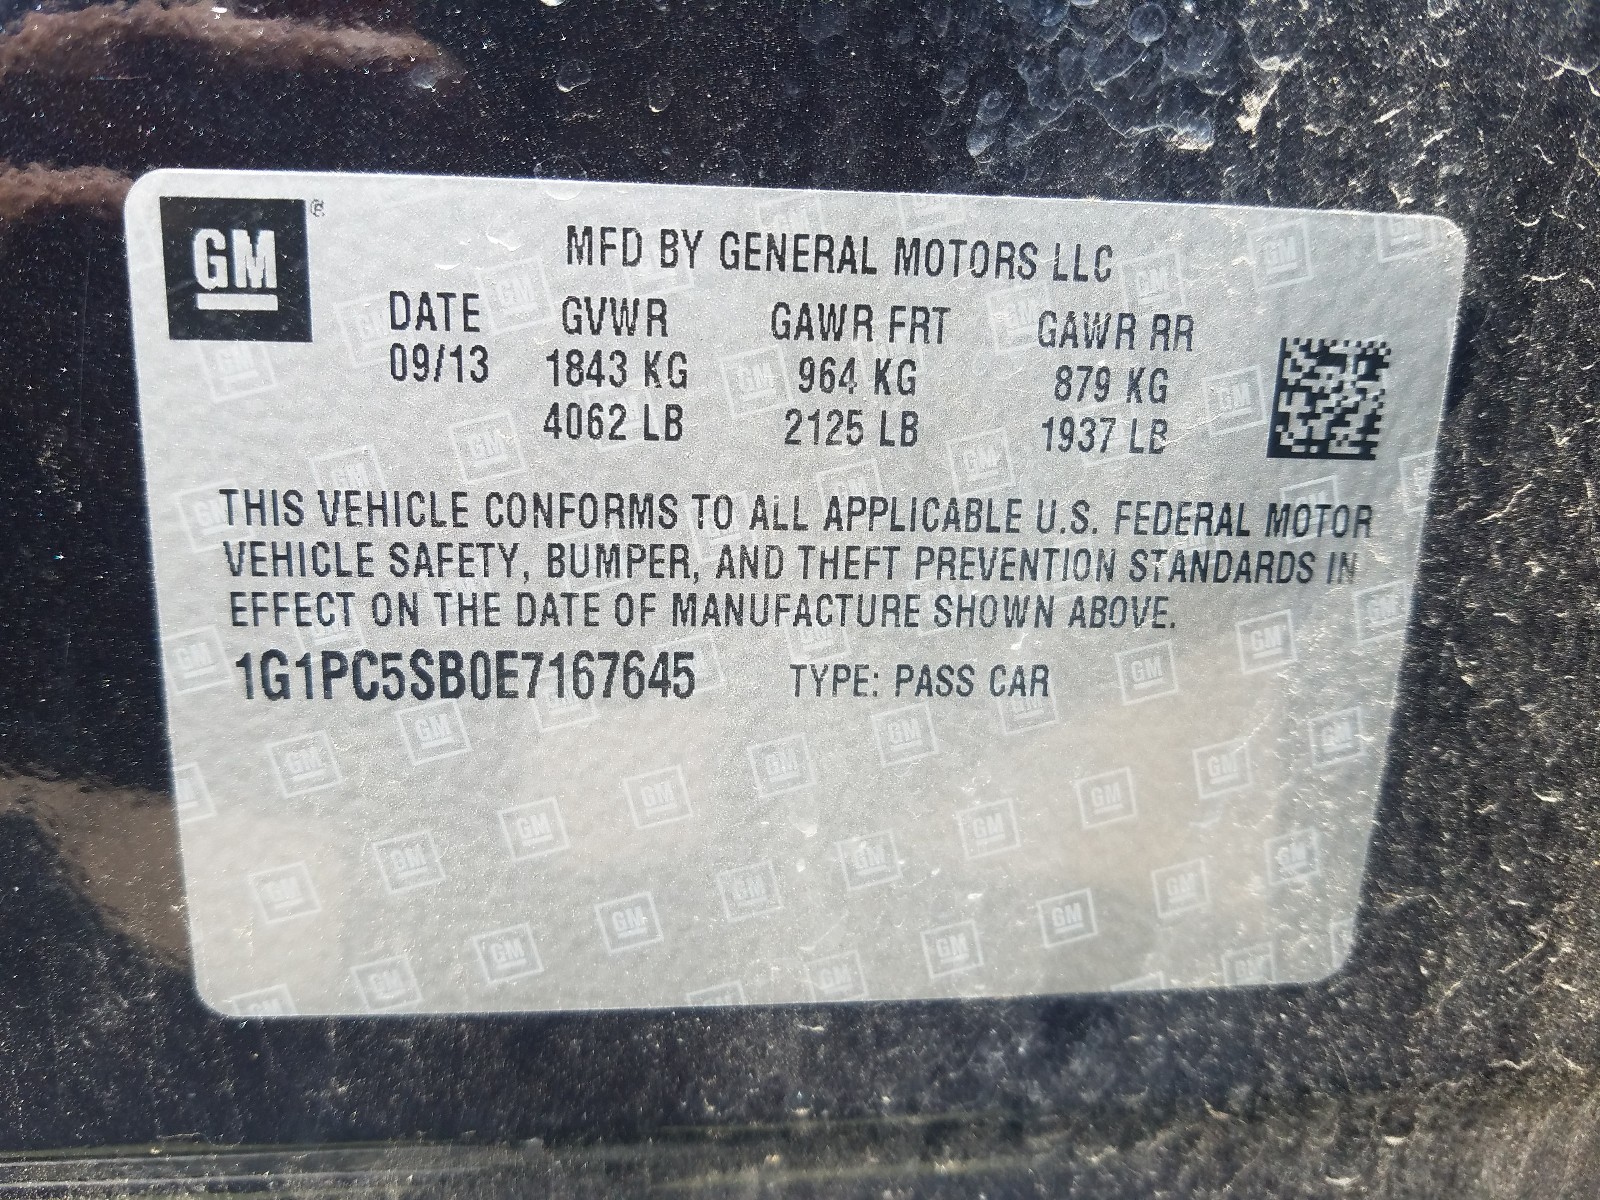 GM ®
MFD BY GENERAL MOTORS LLC
DATE GVWR GAWR FRT GAWR RR
09/13 1843 KG 964 KG 879 KG
4062 LB 2125 LB 1937 LB
THIS VEHICLE CONFORMS TO ALL APPLICABLE U.S. FEDERAL MOTOR
VEHICLE SAFETY, BUMPER, AND THEFT PREVENTION STANDARDS IN
EFFECT ON THE DATE OF MANUFACTURE SHOWN ABOVE.
1G1PC5SB0E7167645 TYPE: PASS CAR